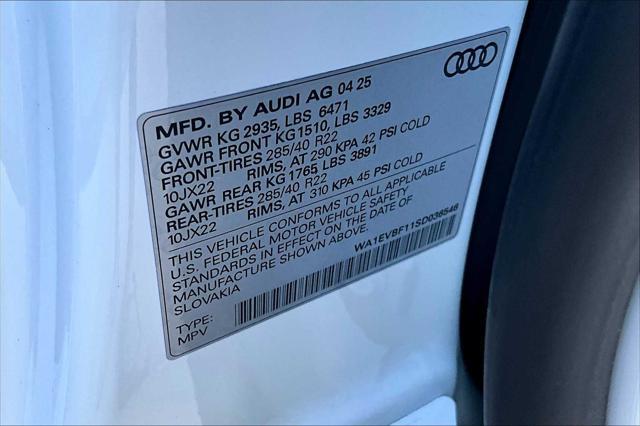 MFD. BY AUDI AG 04 25
GVWR KG 2935, LBS 6471
GAWR FRONT KG1510, LBS 3329
FRONT-TIRES 285/40 R22
10JX22 RIMS, AT 290 KPA 42 PSI COLD
GAWR REAR KG 1765 LBS 3891
REAR-TIRES 285/40 R22
10JX22 RIMS, AT 310 KPA 45 PSI COLD
THIS VEHICLE CONFORMS TO ALL APPLICABLE
U.S. FEDERAL MOTOR VEHICLE SAFETY
STANDARDS IN EFFECT ON THE DATE OF
MANUFACTURE SHOWN ABOVE.
SLOVAKIA
WA1EVBF11SD036546
TYPE:
MPV